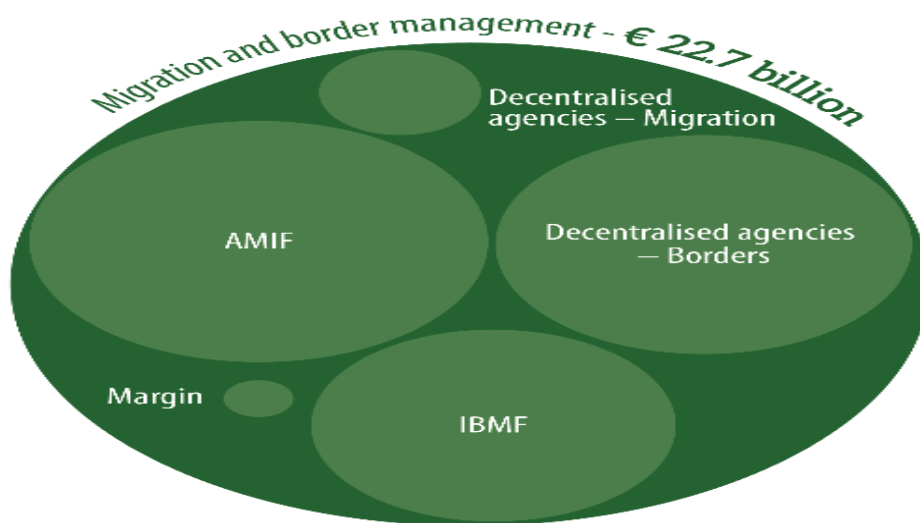 Migration and border management - € 22.7 billion
Decentralised
agencies – Migration
AMIF
Decentralised agencies
– Borders
Margin
IBMF